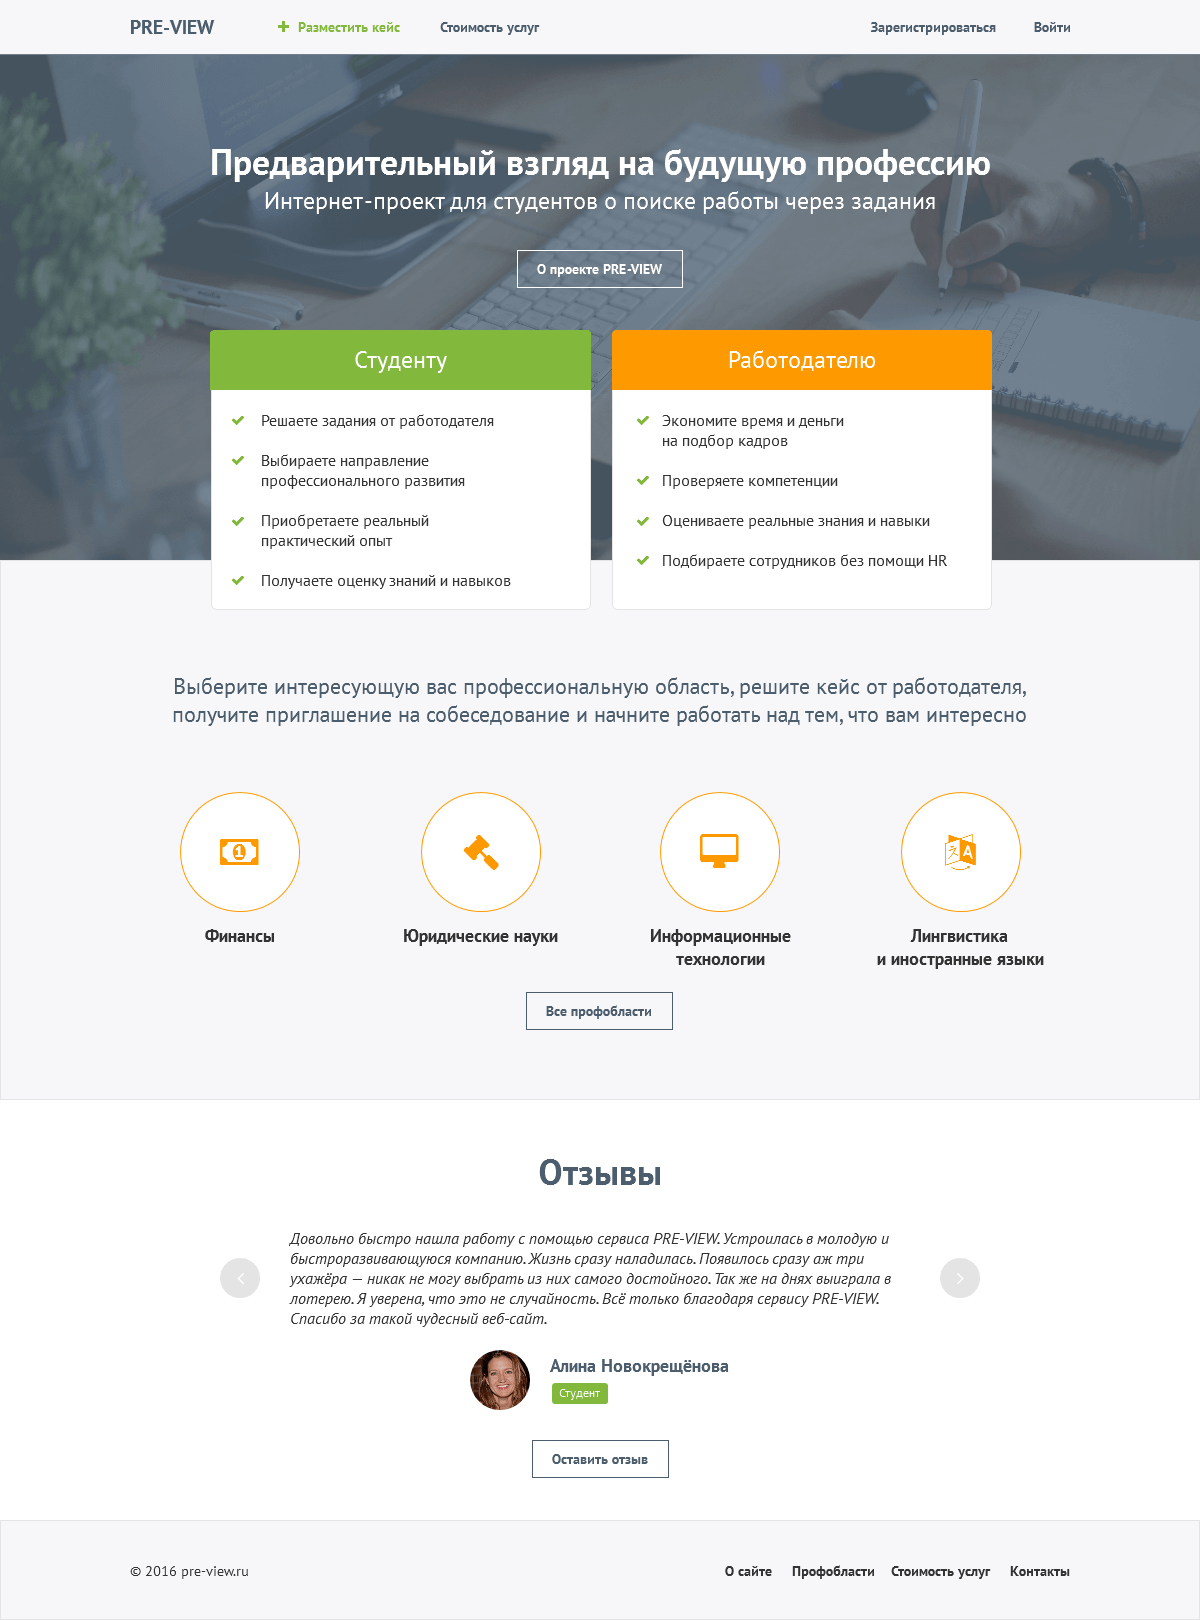 PRE-VIEW
Разместить кейс
Стоимость услуг
Зарегистрироваться
Войти
Предварительный взгляд на будущую профессию
Интернет-проект для студентов о поиске работы через задания
О проекте PRE-VIEW
Студенту
Решаете задания от работодателя
Выбираете направление
профессионального развития
Приобретаете реальный
практический опыт
Получаете оценку знаний и навыков
Работодателю
Экономите время и деньги
на подбор кадров
Проверяете компетенции
Оцениваете реальные знания и навыки
Подбираете сотрудников без помощи HR
Выберите интересующую вас профессиональную область, решите кейс от работодателя,
получите приглашение на собеседование и начните работать над тем, что вам интересно
1
Финансы
Юридические науки
Информационные
технологии
文 A
Лингвистика
и иностранные языки
Все профобласти
Отзывы
Довольно быстро нашла работу с помощью сервиса PRE-VIEW. Устроилась в молодую и
быстроразвивающуюся компанию. Жизнь сразу наладилась. Появилось сразу аж три
ухажёра — никак не могу выбрать из них самого достойного. Так же на днях выиграла в
лотерею. Я уверена, что это не случайность. Всё только благодаря сервису PRE-VIEW.
Спасибо за такой чудесный веб-сайт.
Алина Новокрещёнова
Студент
Оставить отзыв
© 2016 pre-view.ru
О сайте
Профобласти
Стоимость услуг
Контакты